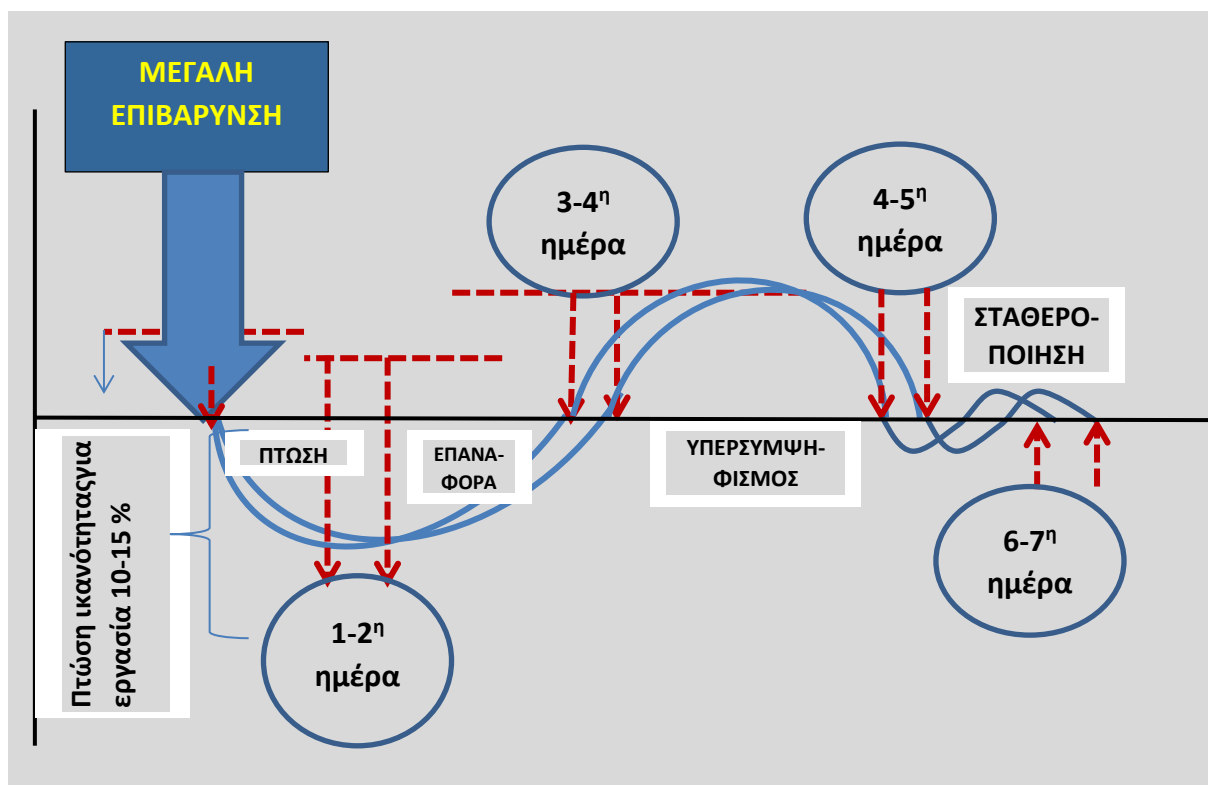 ΜΕΓΑΛΗ
ΕΠΙΒΑΡΥΝΣΗ
3-4η
ημέρα
4-5η
ημέρα
ΣΤΑΘΕΡΟ-
ΠΟΙΗΣΗ
ΠΤΩΣΗ
ΕΠΑΝΑ-
ΦΟΡΑ
ΥΠΕΡΣΥΜΨΗ-
ΦΙΣΜΟΣ
Πτώση ικανότηταςγια
εργασία 10-15 %
1-2η
ημέρα
6-7η
ημέρα